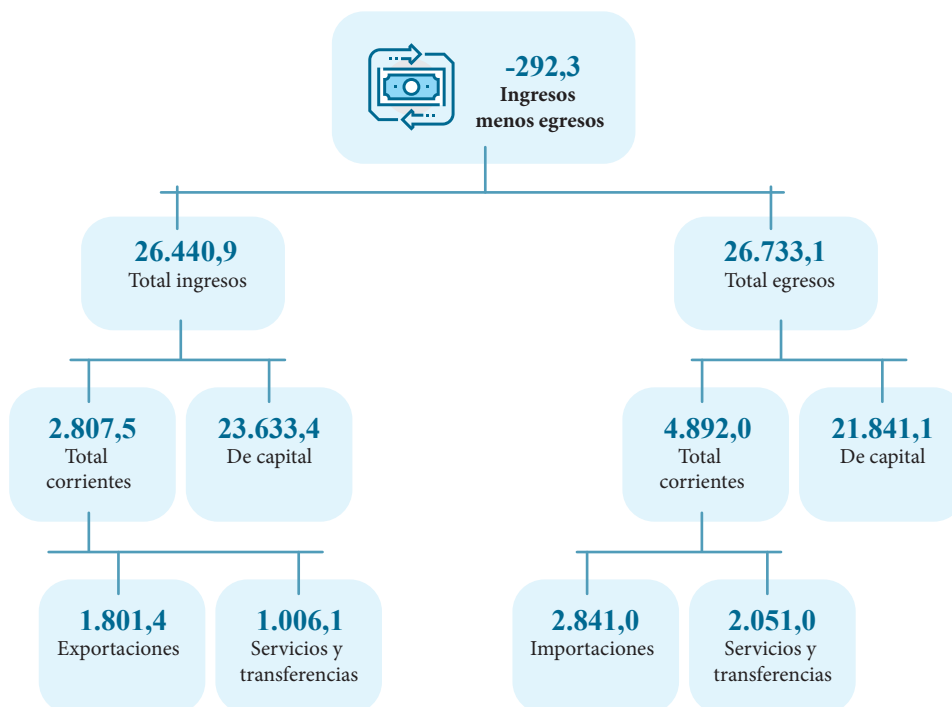 -292,3
Ingresos
menos egresos
26.440,9
Total ingresos
26.733,1
Total egresos
2.807,5
Total
corrientes
23.633,4
De capital
4.892,0
Total
corrientes
21.841,1
De capital
1.801,4
Exportaciones
1.006,1
Servicios y
transferencias
2.841,0
Importaciones
2.051,0
Servicios y
transferencias